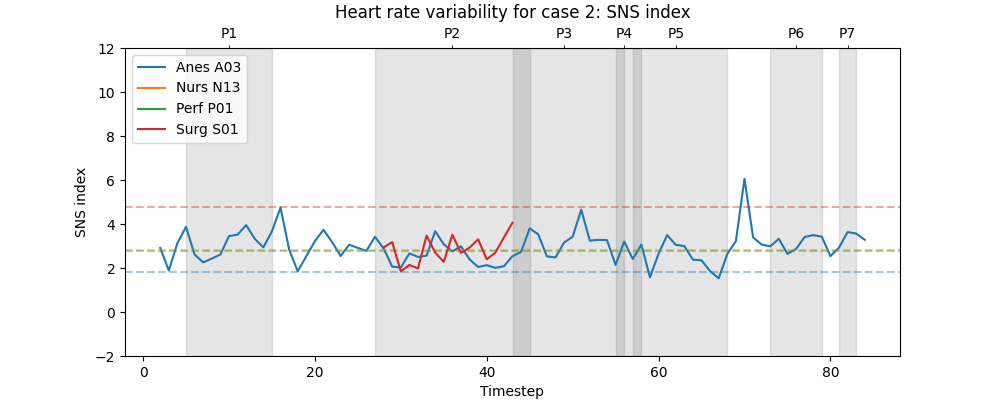 Heart rate variability for case 2: SNS index
P1 P2 P3 P4 P5 P6 P7
12
10
8
6
4
2
0
−2
SNS index
Anes A03
Nurs N13
Perf P01
Surg S01
0 20 40 60 80
Timestep